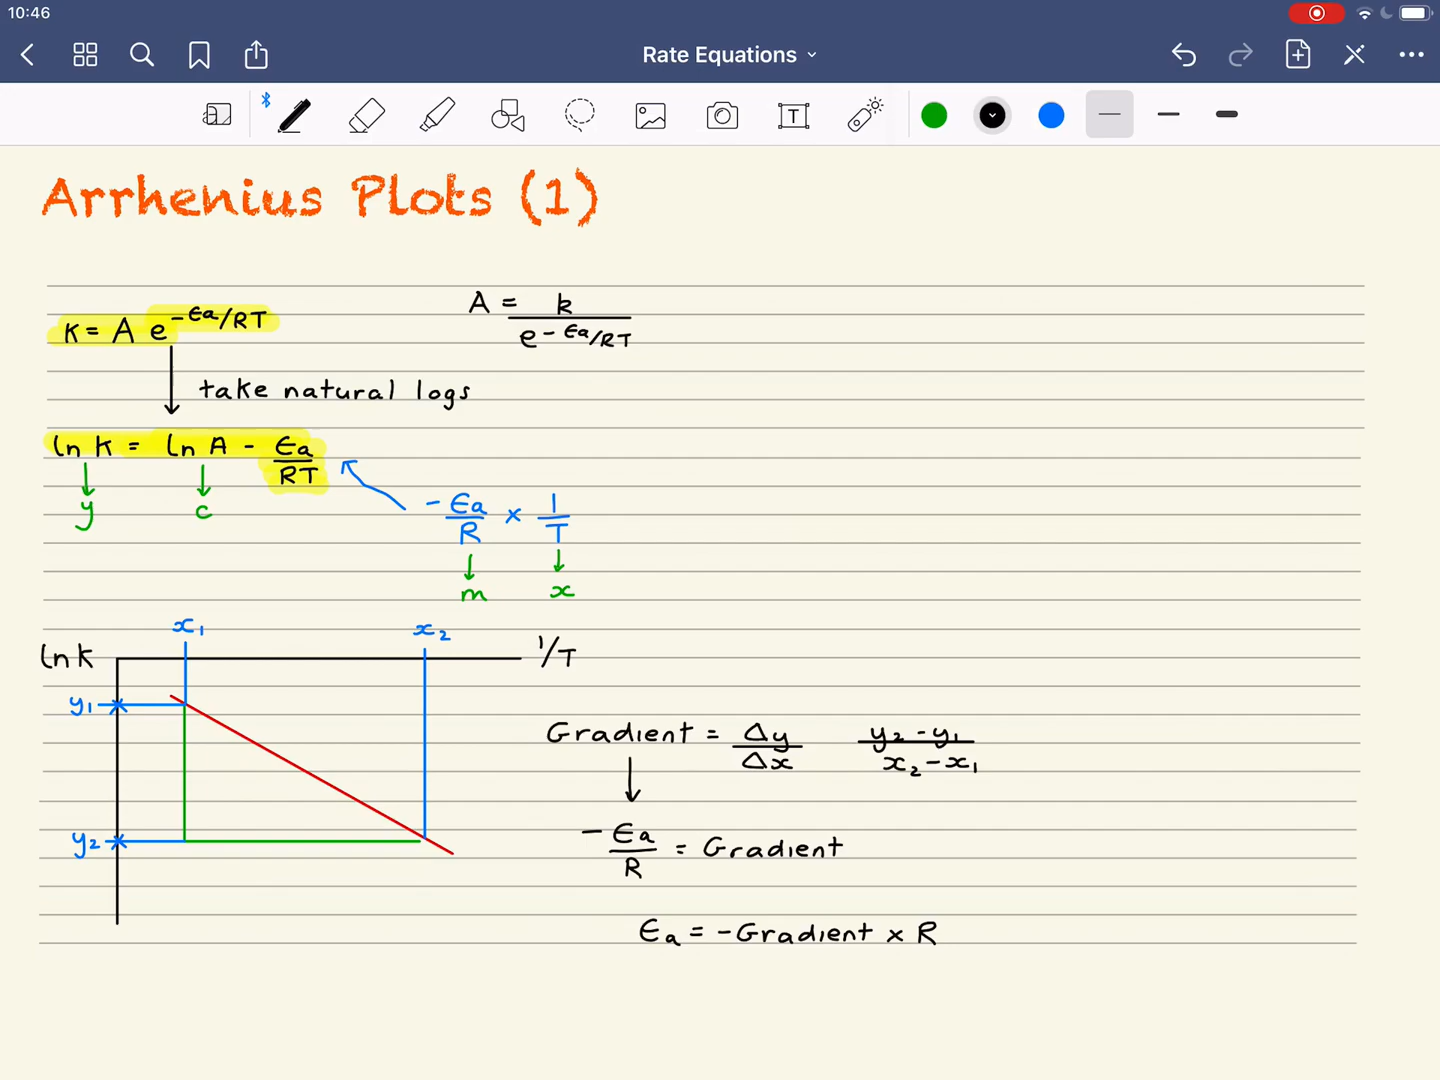 10:46
Rate Equations
T
Arrhenius Plots (1)
k = A e^-Ea/RT
A = k / e^-Ea/RT
take natural logs
ln k = ln A - Ea/RT
y c
-Ea/R × 1/T
m x
x₁ x₂
ln k 1/T
y₁
Gradient = Δy/Δx y₂-y₁/x₂-x₁
y₂
-Ea/R = Gradient
Ea = -Gradient × R